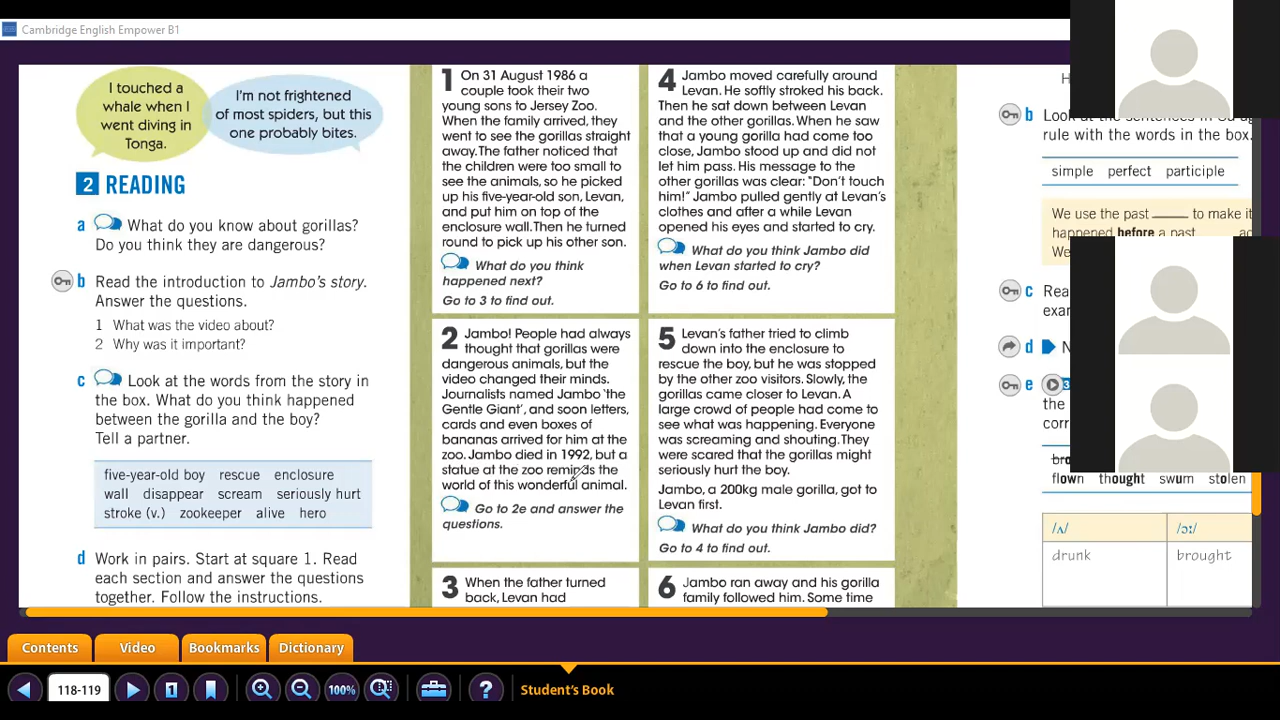 Cambridge English Empower B1
I touched a
whale when I
went diving in
Tonga.
I'm not frightened
of most spiders, but this
one probably bites.
2 READING
a What do you know about gorillas?
Do you think they are dangerous?
b Read the introduction to Jambo's story.
Answer the questions.
1 What was the video about?
2 Why was it important?
c Look at the words from the story in
the box. What do you think happened
between the gorilla and the boy?
Tell a partner.
five-year-old boy rescue enclosure
wall disappear scream seriously hurt
stroke (v.) zookeeper alive hero
d Work in pairs. Start at square 1. Read
each section and answer the questions
together. Follow the instructions.
1 On 31 August 1986 a
couple took their two
young sons to Jersey Zoo.
When the family arrived, they
went to see the gorillas straight
away. The father noticed that
the children were too small to
see the animals, so he picked
up his five-year-old son, Levan,
and put him on top of the
enclosure wall. Then he turned
round to pick up his other son.
What do you think
happened next?
Go to 3 to find out.
2 Jambo! People had always
thought that gorillas were
dangerous animals, but the
video changed their minds.
Journalists named Jambo 'the
Gentle Giant', and soon letters,
cards and even boxes of
bananas arrived for him at the
zoo. Jambo died in 1992, but a
statue at the zoo reminds the
world of this wonderful animal.
Go to 2e and answer the
questions.
3 When the father turned
back, Levan had
4 Jambo moved carefully around
Levan. He softly stroked his back.
Then he sat down between Levan
and the other gorillas. When he saw
that a young gorilla had come too
close, Jambo stood up and did not
let him pass. His message to the
other gorillas was clear: "Don't touch
him!" Jambo pulled gently at Levan's
clothes and after a while Levan
opened his eyes and started to cry.
What do you think Jambo did
when Levan started to cry?
Go to 6 to find out.
5 Levan's father tried to climb
down into the enclosure to
rescue the boy, but he was stopped
by the other zoo visitors. Slowly, the
gorillas came closer to Levan. A
large crowd of people had come to
see what was happening. Everyone
was screaming and shouting. They
were scared that the gorillas might
seriously hurt the boy.
Jambo, a 200kg male gorilla, got to
Levan first.
What do you think Jambo did?
Go to 4 to find out.
6 Jambo ran away and his gorilla
family followed him. Some time
b Look at the sentences in
rule with the words in the box.
simple perfect participle
We use the past ____ to make it
happened before a past
We
c
d
e
the
flown thought swum stolen
/ʌ/ /ɔː/
drunk brought
Contents Video Bookmarks Dictionary
118-119 1 100% ? Student's Book